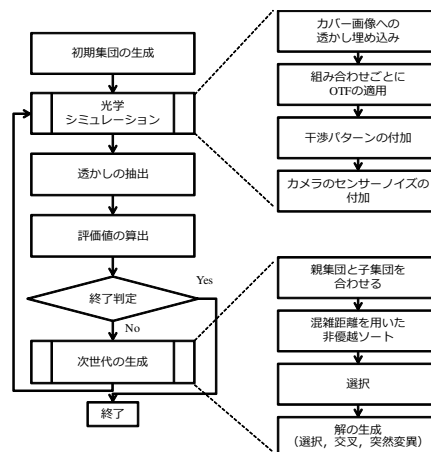 初期集団の生成
光学
シミュレーション
透かしの抽出
評価値の算出
終了判定
Yes
No
次世代の生成
終了
カバー画像への
透かし埋め込み
組み合わせごとに
OTFの適用
干渉パターンの付加
カメラのセンサーノイズの
付加
親集団と子集団を
合わせる
混雑距離を用いた
非優越ソート
選択
解の生成
（選択，交叉，突然変異）